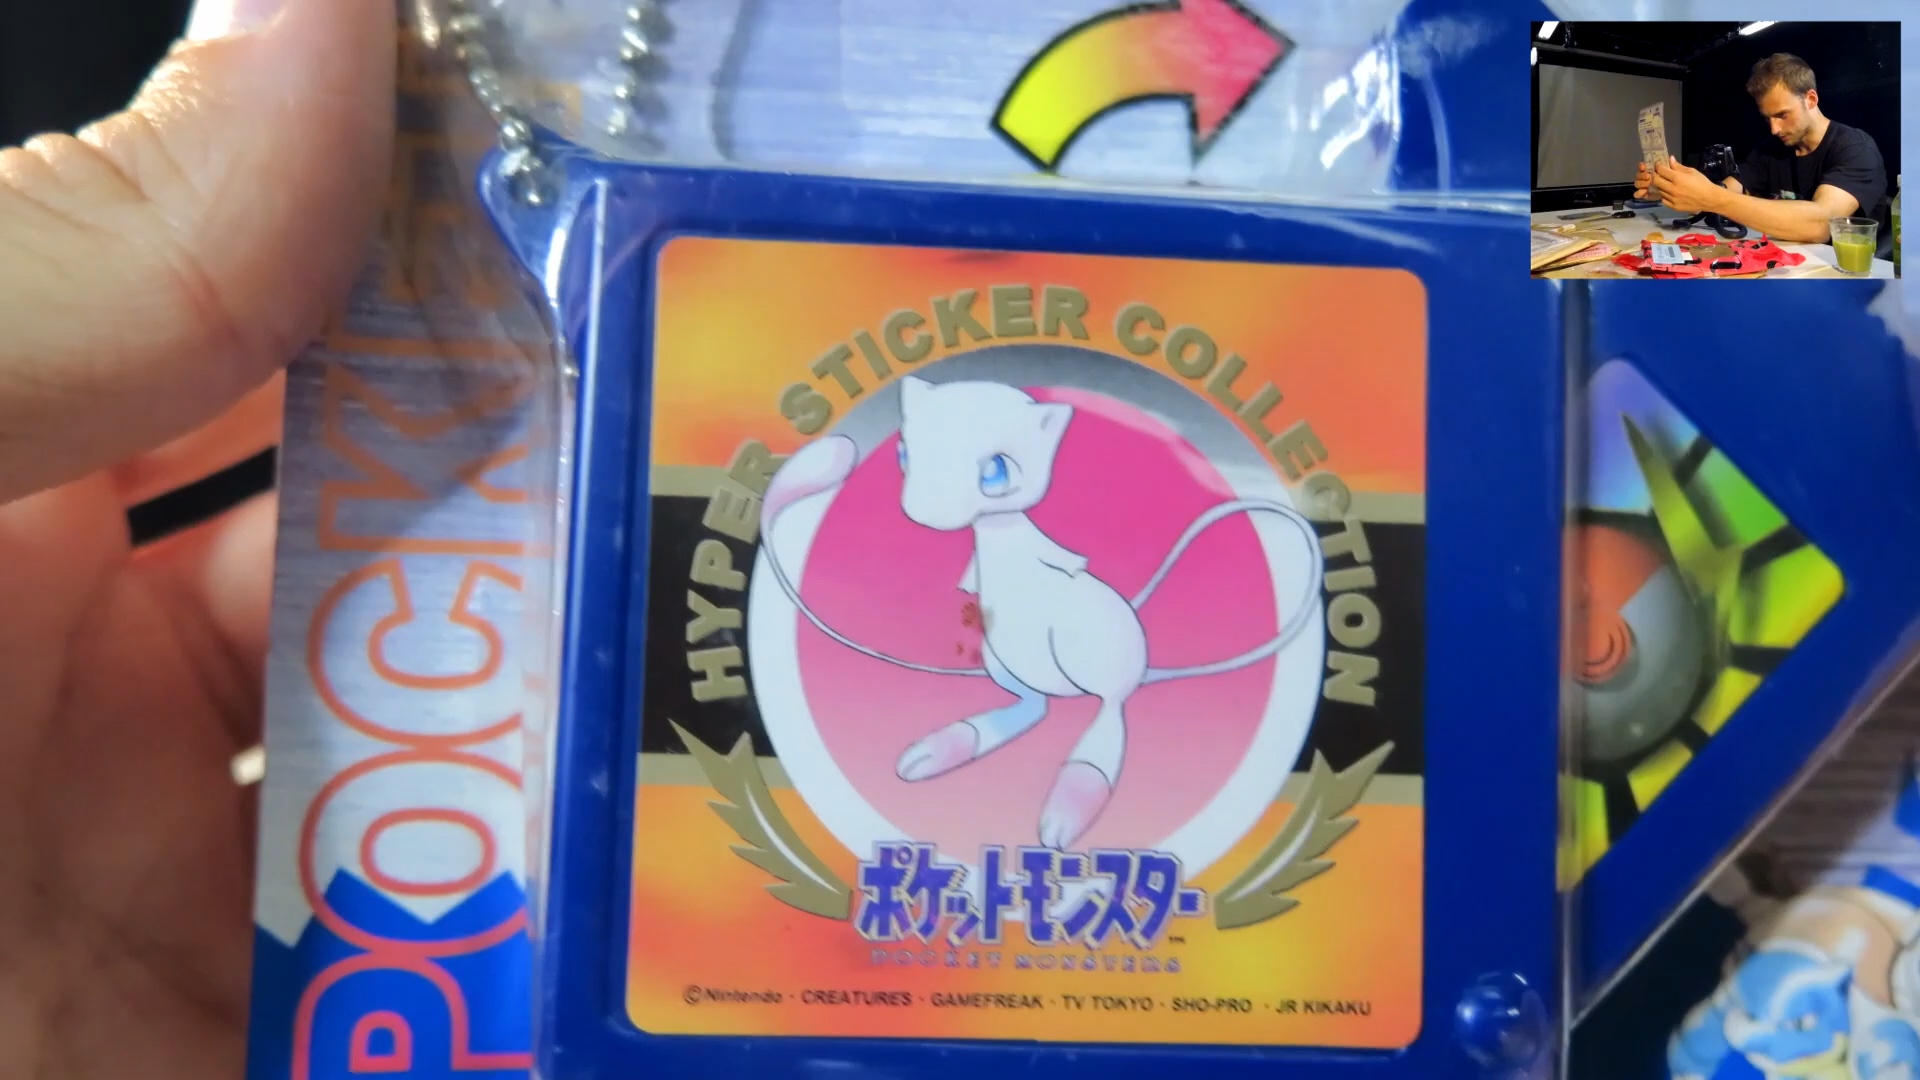 HYPER STICKER COLLECTION
ポケットモンスター
POCKET MONSTERS
©Nintendo · CREATURES · GAMEFREAK · TV TOKYO · SHO-PRO · JR KIKAKU
POCKE